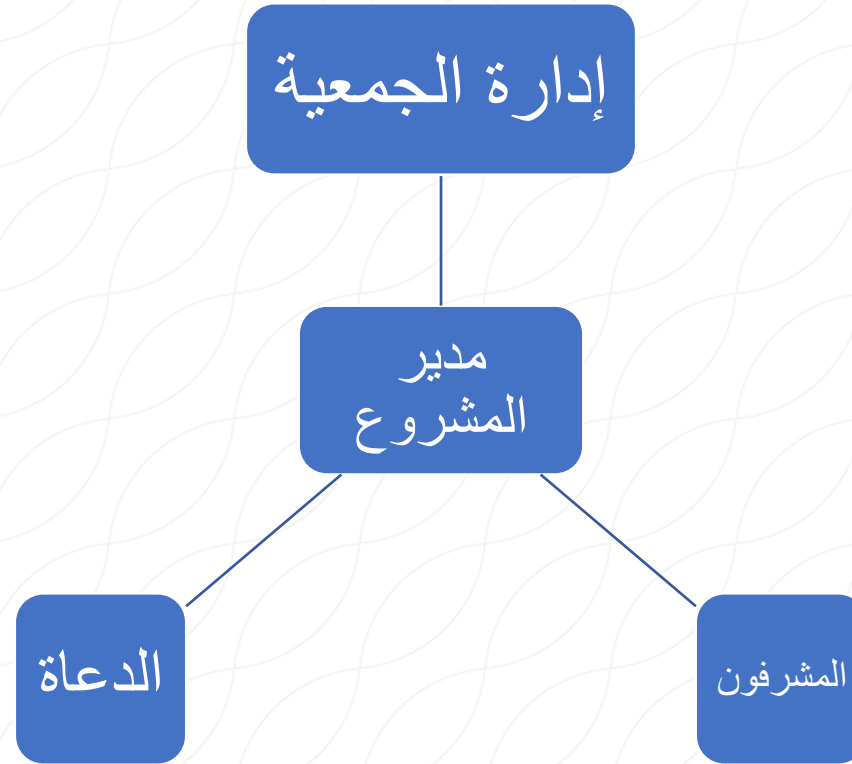 إدارة الجمعية
مدير
المشروع
المشرفون
الدعاة